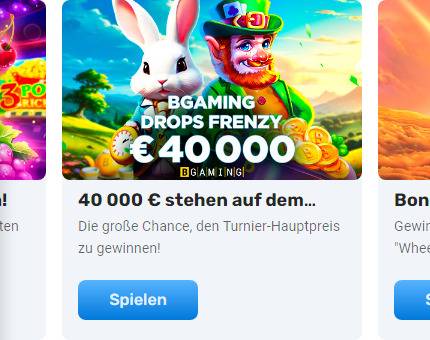 3 PO
RIC
!
ten
BGAMING
DROPS FRENZY
€ 40 000
BGAMING
40 000 € stehen auf dem…
Die große Chance, den Turnier-Hauptpreis
zu gewinnen!
Spielen
Bon
Gewin
"Whee
S